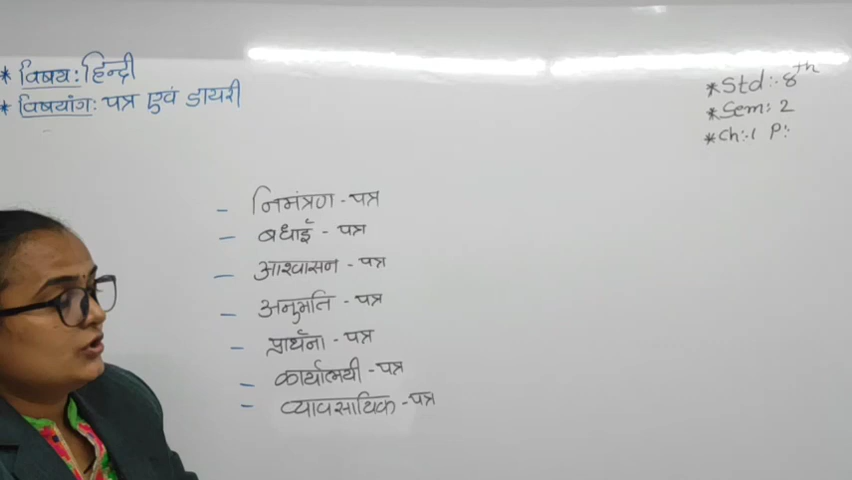 * विषय: हिन्दी
* विषयांग: पत्र एवं डायरी
* Std:- 8th
* Sem: 2
* Ch:-1 P:-
- निमंत्रण - पत्र
- बधाई - पत्र
- आश्वासन - पत्र
- अनुमति - पत्र
- प्रार्थना - पत्र
- कार्यालयी - पत्र
- व्यावसायिक - पत्र